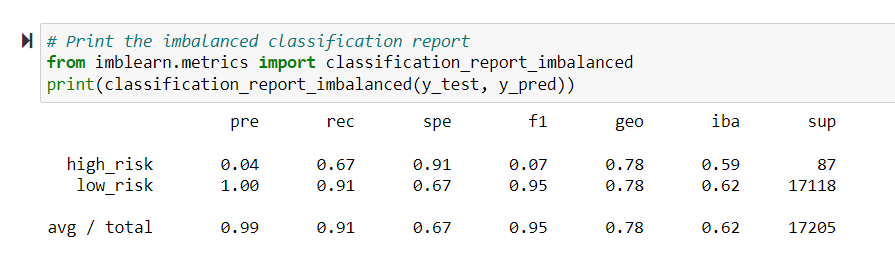 # Print the imbalanced classification report
from imblearn.metrics import classification_report_imbalanced
print(classification_report_imbalanced(y_test, y_pred))
pre rec spe f1 geo iba sup
high_risk 0.04 0.67 0.91 0.07 0.78 0.59 87
low_risk 1.00 0.91 0.67 0.95 0.78 0.62 17118
avg / total 0.99 0.91 0.67 0.95 0.78 0.62 17205